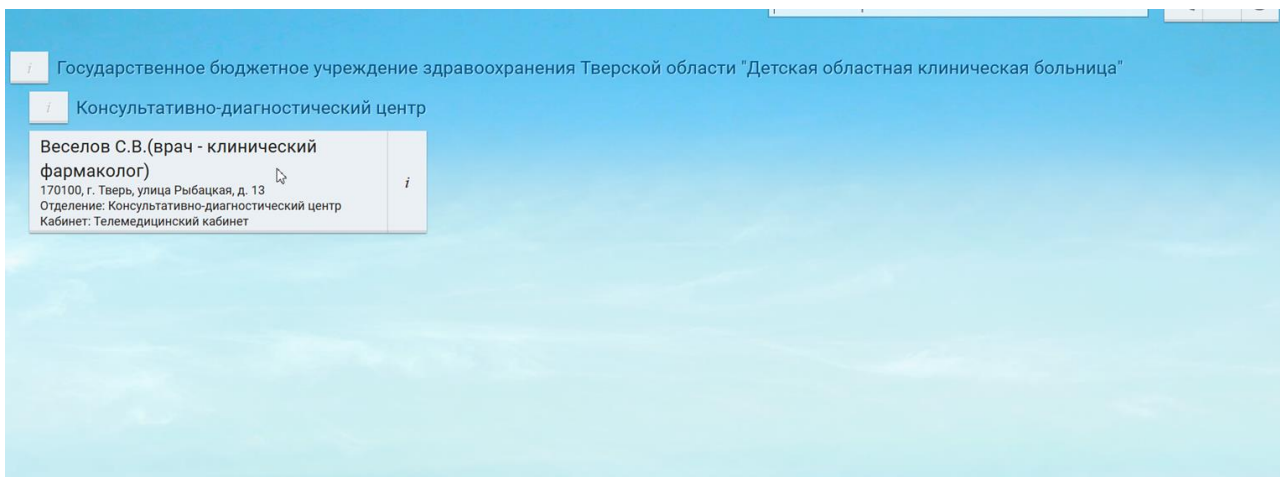 i Государственное бюджетное учреждение здравоохранения Тверской области "Детская областная клиническая больница"
i Консультативно-диагностический центр
Веселов С.В.(врач - клинический
фармаколог)
i
170100, г. Тверь, улица Рыбацкая, д. 13
Отделение: Консультативно-диагностический центр
Кабинет: Телемедицинский кабинет